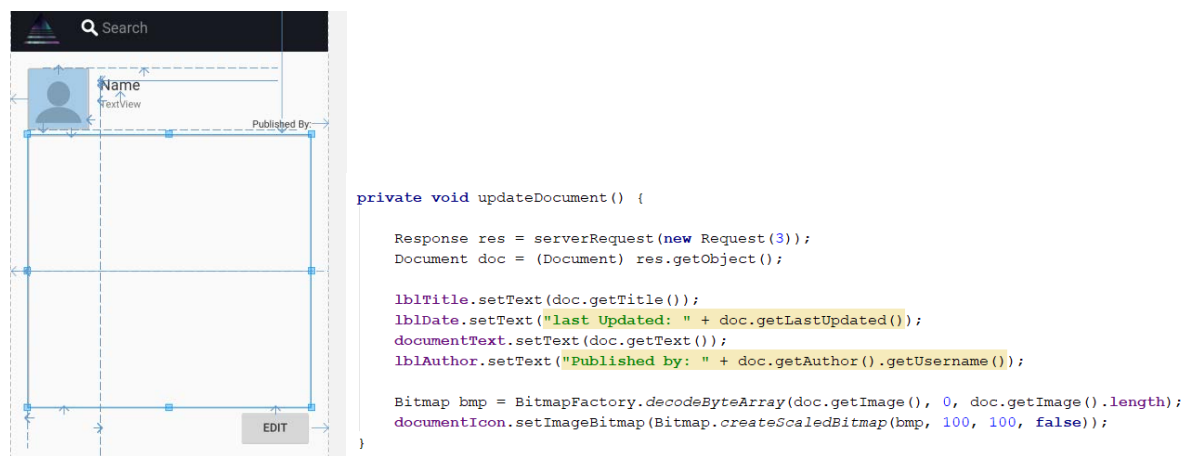 Search
Name
TextView
Published By:
EDIT
private void updateDocument() {
Response res = serverRequest(new Request(3));
Document doc = (Document) res.getObject();
lblTitle.setText(doc.getTitle());
lblDate.setText("last Updated: " + doc.getLastUpdated());
documentText.setText(doc.getText());
lblAuthor.setText("Published by: " + doc.getAuthor().getUsername());
Bitmap bmp = BitmapFactory.decodeByteArray(doc.getImage(), 0, doc.getImage().length);
documentIcon.setImageBitmap(Bitmap.createScaledBitmap(bmp, 100, 100, false));
}